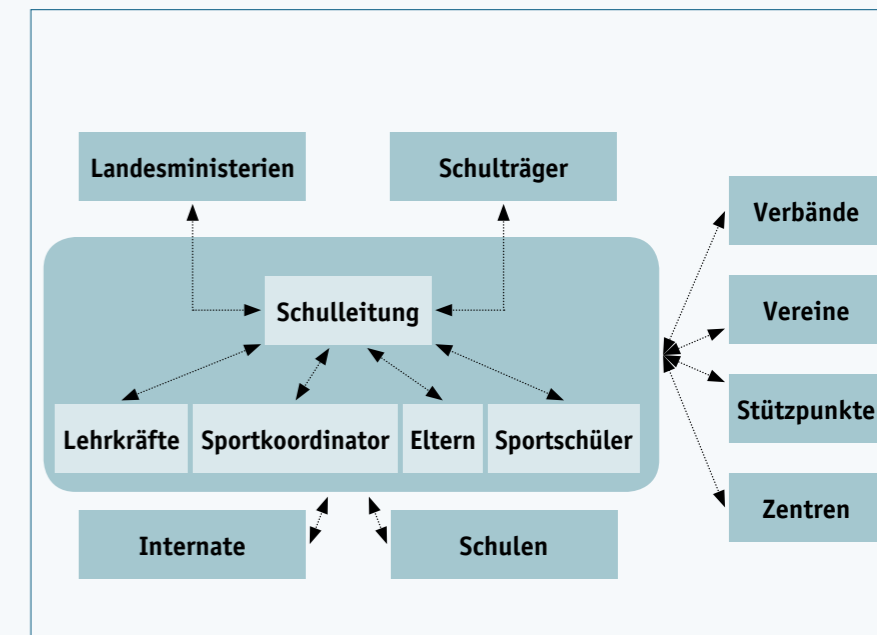 Landesministerien
Schulträger
Verbände
Schulleitung
Vereine
Stützpunkte
Lehrkräfte
Sportkoordinator
Eltern
Sportschüler
Zentren
Internate
Schulen